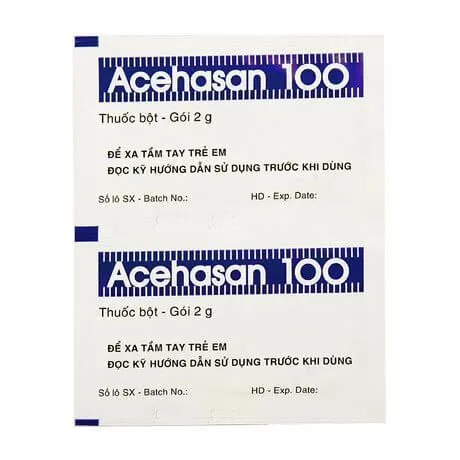 Acehasan 100
Thuốc bột - Gói 2 g
ĐỂ XA TẦM TAY TRẺ EM
ĐỌC KỸ HƯỚNG DẪN SỬ DỤNG TRƯỚC KHI DÙNG
Số lô SX - Batch No.: HD - Exp. Date:
Acehasan 100
Thuốc bột - Gói 2 g
ĐỂ XA TẦM TAY TRẺ EM
ĐỌC KỸ HƯỚNG DẪN SỬ DỤNG TRƯỚC KHI DÙNG
Số lô SX - Batch No.: HD - Exp. Date: